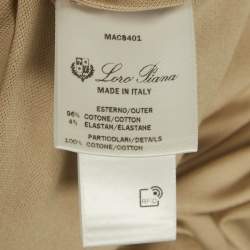 MAC8401
Loro Piana
MADE IN ITALY
ESTERNO/OUTER
96% COTONE/COTTON
4% ELASTAN/ELASTANE
PARTICOLARI/DETAILS
100% COTONE/COTTON
RFID